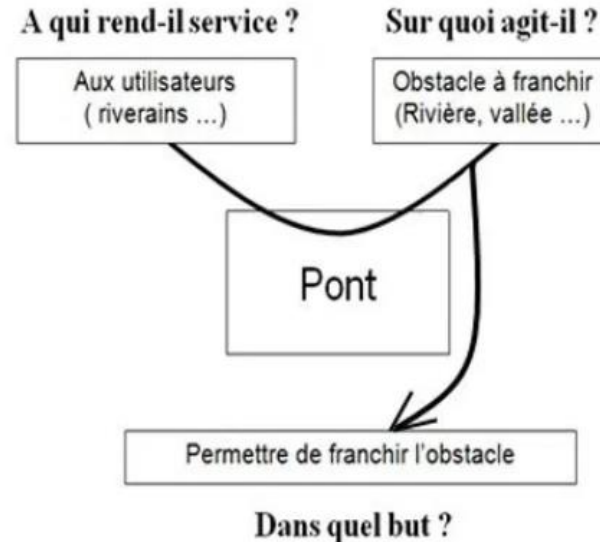 A qui rend-il service ?
Sur quoi agit-il ?
Aux utilisateurs
( riverains ...)
Obstacle à franchir
(Rivière, vallée ...)
Pont
Permettre de franchir l'obstacle
Dans quel but ?